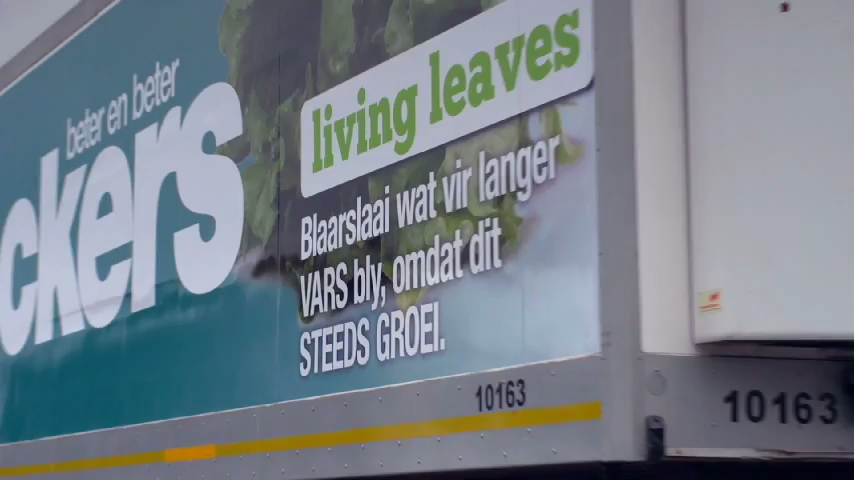 beter en beter
ckers
living leaves
Blaarslaai wat vir langer
VARS bly, omdat dit
STEEDS GROEI.
10163
10163